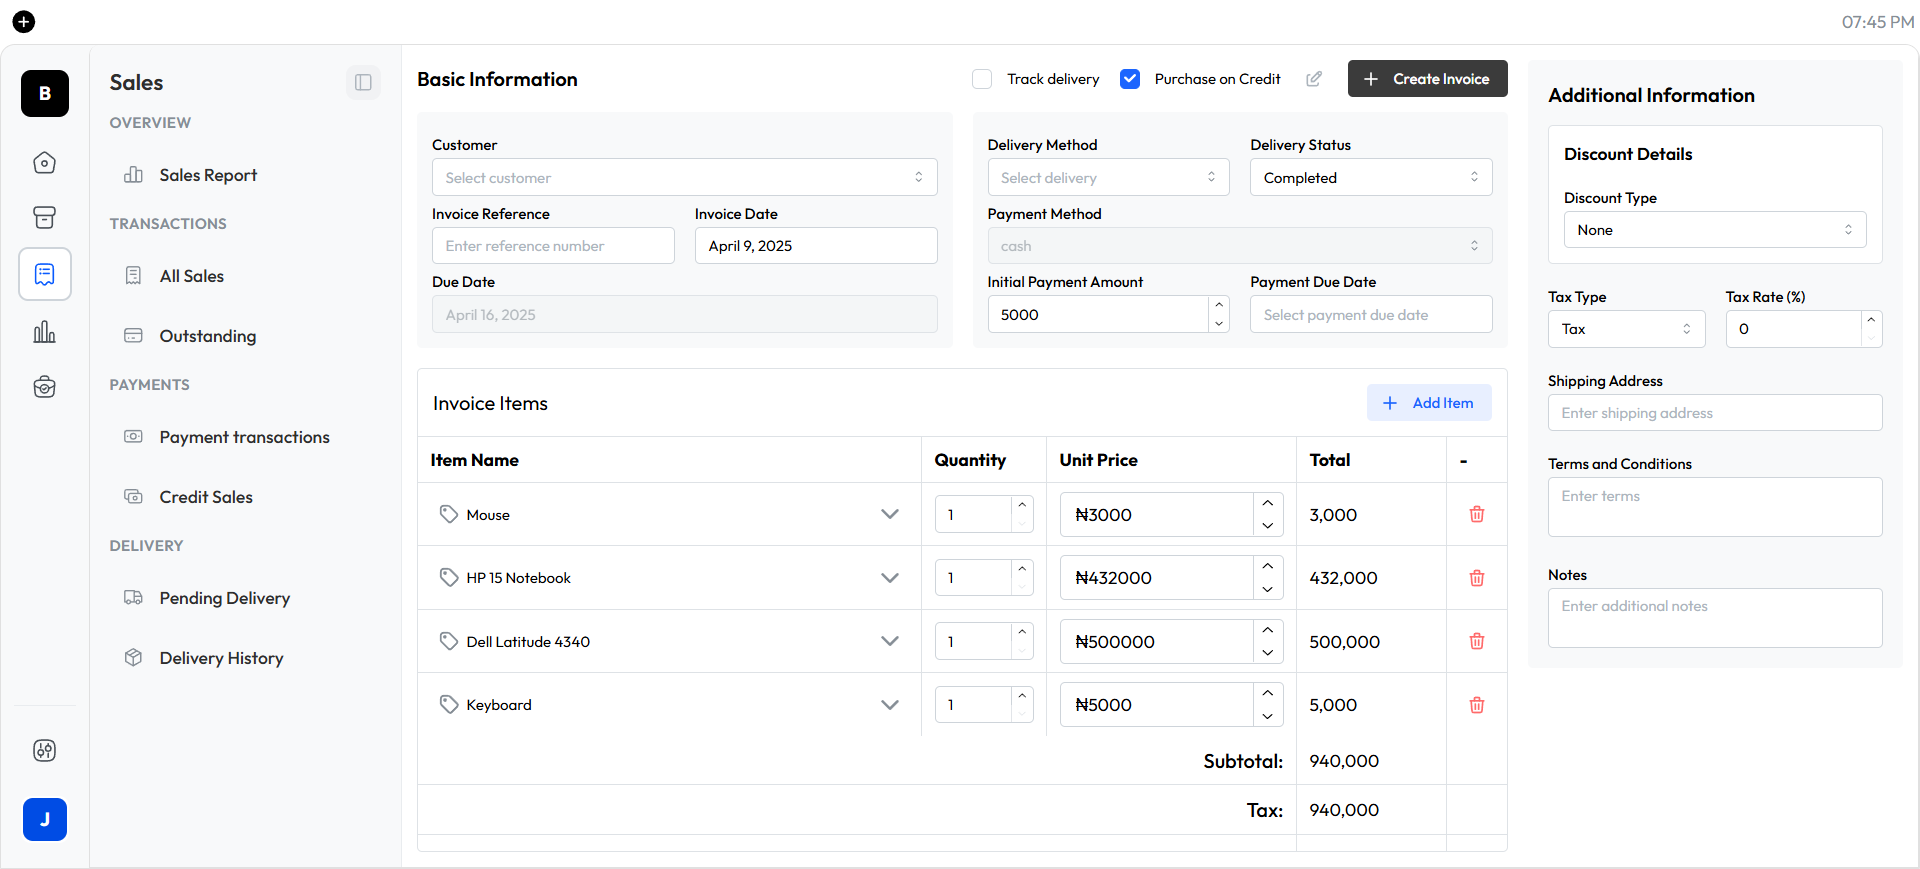 07:45 PM
B
Sales
OVERVIEW
Sales Report
TRANSACTIONS
All Sales
Outstanding
PAYMENTS
Payment transactions
Credit Sales
DELIVERY
Pending Delivery
Delivery History
J
Basic Information
Track delivery
Purchase on Credit
Create Invoice
Customer
Select customer
Invoice Reference
Invoice Date
Enter reference number
April 9, 2025
Due Date
April 16, 2025
Delivery Method
Delivery Status
Select delivery
Completed
Payment Method
cash
Initial Payment Amount
Payment Due Date
5000
Select payment due date
Invoice Items
Add Item
Item Name Quantity Unit Price Total -
Mouse 1 ₦3000 3,000
HP 15 Notebook 1 ₦432000 432,000
Dell Latitude 4340 1 ₦500000 500,000
Keyboard 1 ₦5000 5,000
Subtotal: 940,000
Tax: 940,000
Additional Information
Discount Details
Discount Type
None
Tax Type
Tax Rate (%)
Tax
0
Shipping Address
Enter shipping address
Terms and Conditions
Enter terms
Notes
Enter additional notes